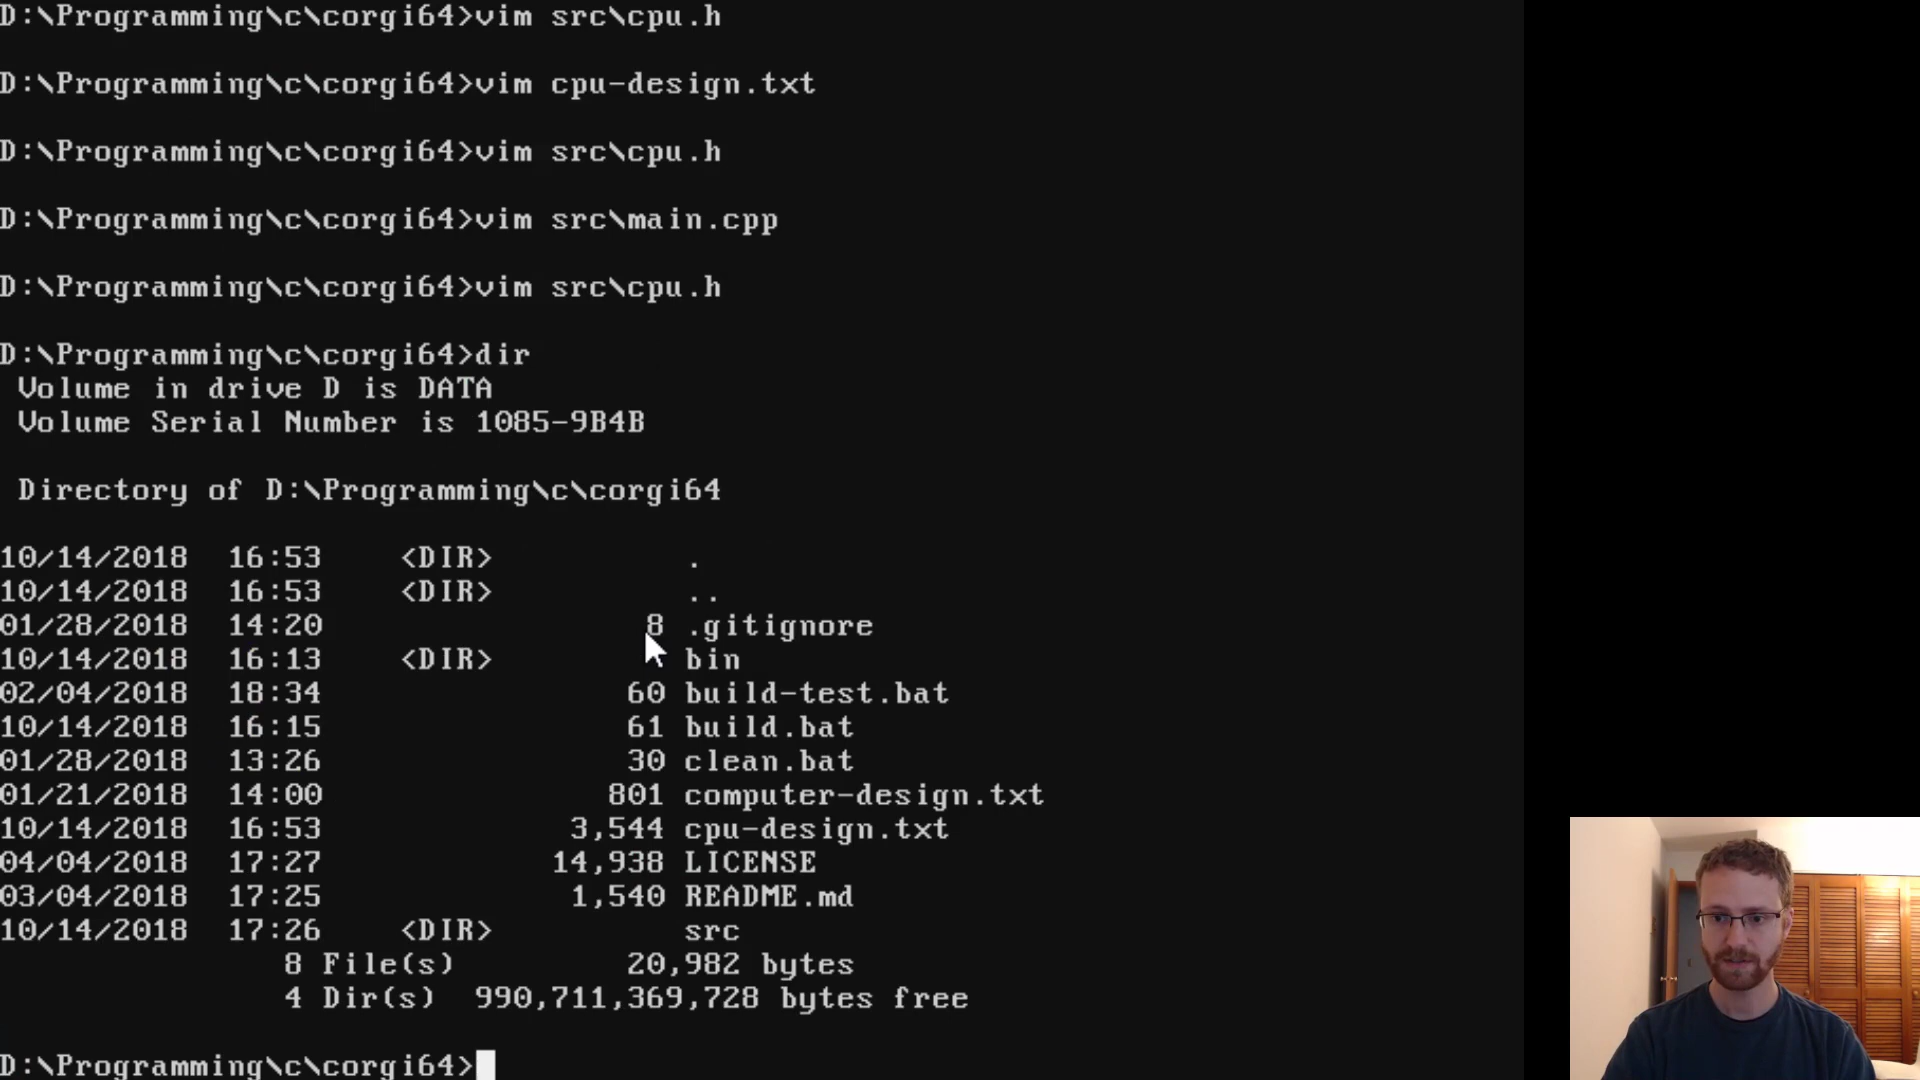 D:\Programming\c\corgi64>vim src\cpu.h
D:\Programming\c\corgi64>vim cpu-design.txt
D:\Programming\c\corgi64>vim src\cpu.h
D:\Programming\c\corgi64>vim src\main.cpp
D:\Programming\c\corgi64>vim src\cpu.h
D:\Programming\c\corgi64>dir
Volume in drive D is DATA
Volume Serial Number is 1085-9B4B
Directory of D:\Programming\c\corgi64
10/14/2018 16:53 <DIR> .
10/14/2018 16:53 <DIR> ..
01/28/2018 14:20 8 .gitignore
10/14/2018 16:13 <DIR> bin
02/04/2018 18:34 60 build-test.bat
10/14/2018 16:15 61 build.bat
01/28/2018 13:26 30 clean.bat
01/21/2018 14:00 801 computer-design.txt
10/14/2018 16:53 3,544 cpu-design.txt
04/04/2018 17:27 14,938 LICENSE
03/04/2018 17:25 1,540 README.md
10/14/2018 17:26 <DIR> src
8 File(s) 20,982 bytes
4 Dir(s) 990,711,369,728 bytes free
D:\Programming\c\corgi64>